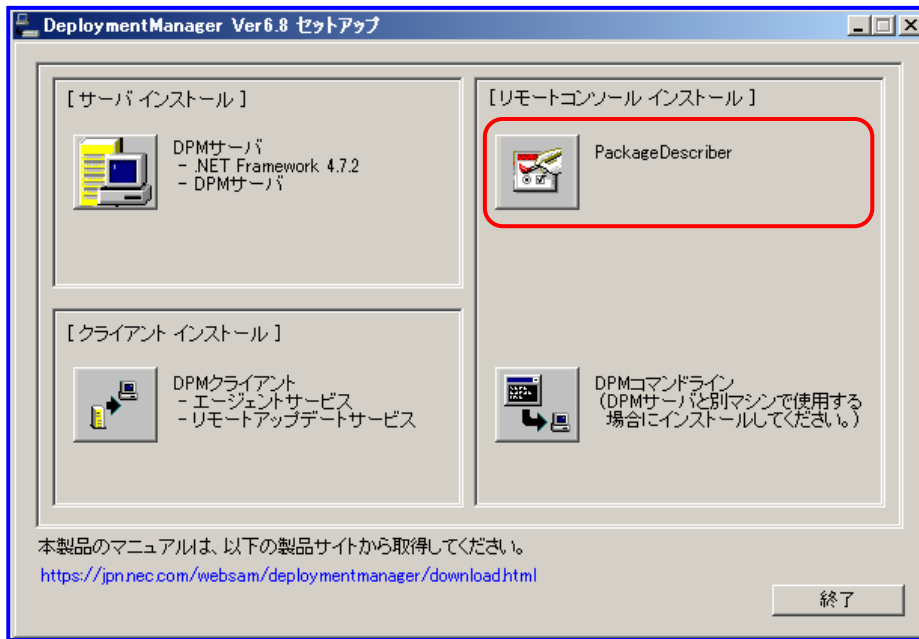 DeploymentManager Ver6.8 セットアップ
[ サーバ インストール ]
DPMサーバ
- .NET Framework 4.7.2
- DPMサーバ
[リモートコンソール インストール ]
PackageDescriber
[ クライアント インストール ]
DPMクライアント
- エージェントサービス
- リモートアップデートサービス
DPMコマンドライン
(DPMサーバと別マシンで使用する
場合にインストールしてください。)
本製品のマニュアルは、以下の製品サイトから取得してください。
https://jpn.nec.com/websam/deploymentmanager/download.html
終了